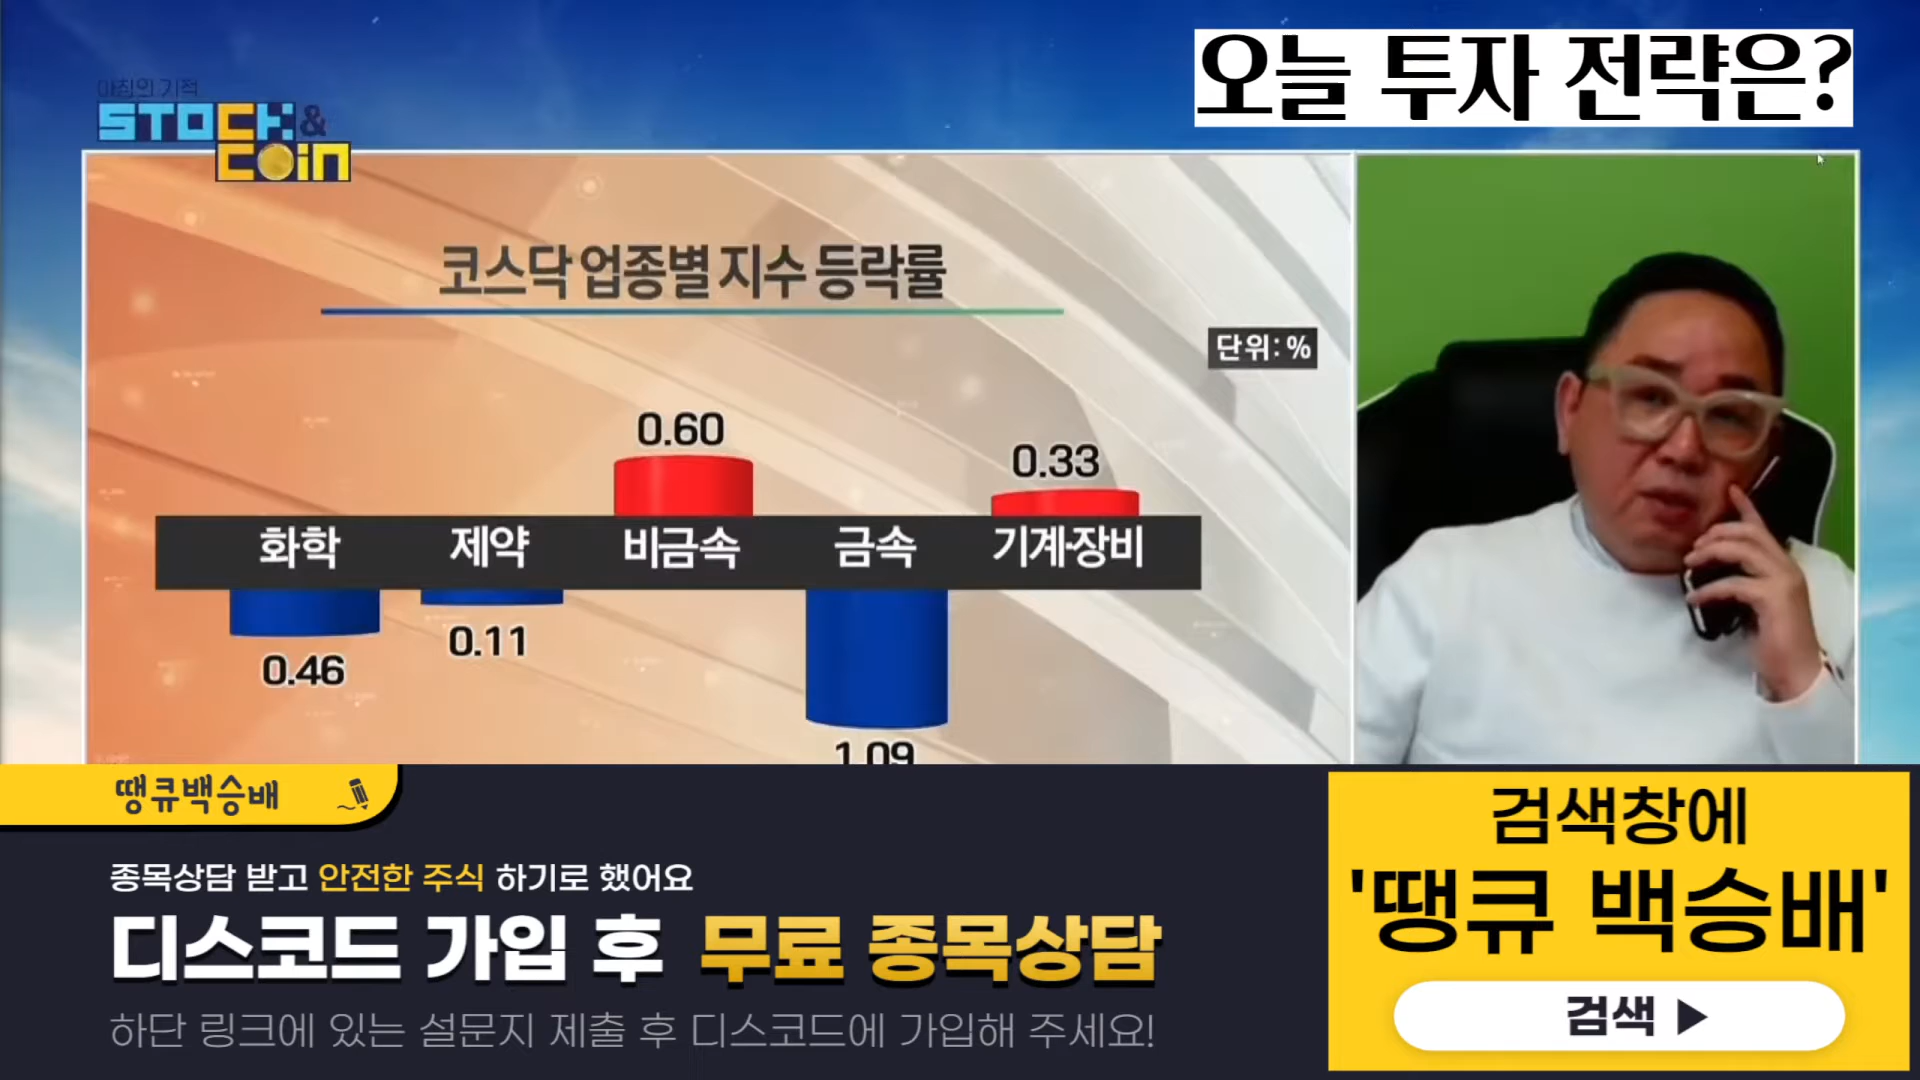 오늘 투자 전략은?
아침의 기적
STOCK &
COIN
코스닥 업종별 지수 등락률
단위: %
0.60
0.33
화학 제약 비금속 금속 기계·장비
0.46
0.11
1.09
땡큐백승배
종목상담 받고 안전한 주식 하기로 했어요
디스코드 가입 후 무료 종목상담
하단 링크에 있는 설문지 제출 후 디스코드에 가입해 주세요!
검색창에
'땡큐 백승배'
검색 ▶